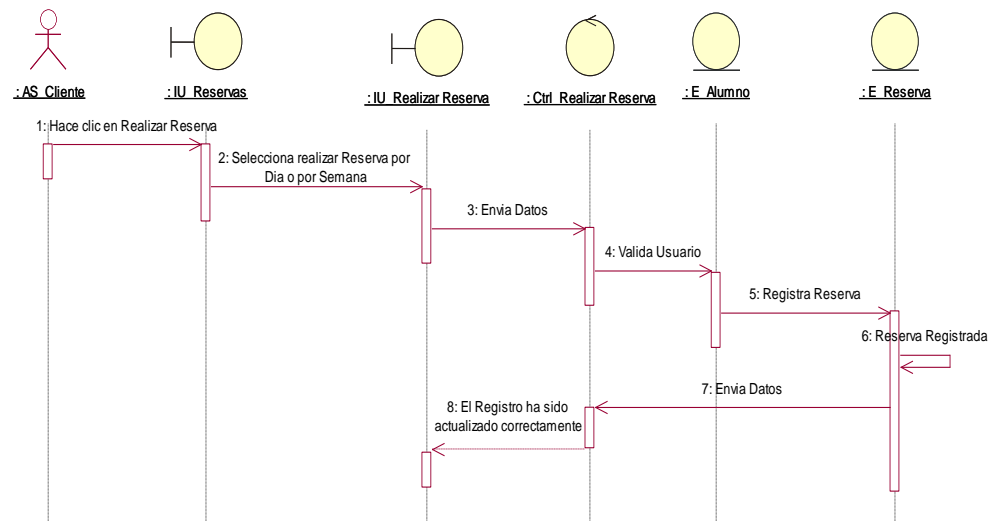 : AS_Cliente
: IU_Reservas
: IU_Realizar Reserva
: Ctrl_Realizar Reserva
: E_Alumno
: E_Reserva
1: Hace clic en Realizar Reserva
2: Selecciona realizar Reserva por
Dia o por Semana
3: Envia Datos
4: Valida Usuario
5: Registra Reserva
6: Reserva Registrada
7: Envia Datos
8: El Registro ha sido
actualizado correctamente